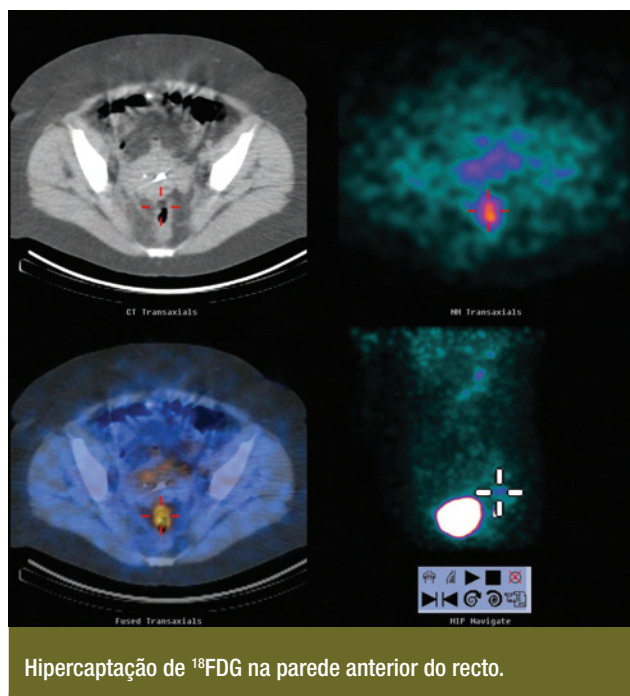 CT Transaxials
NM Transaxials
Fused Transaxials
MIP Navigate
Hipercaptação de ¹⁸FDG na parede anterior do recto.